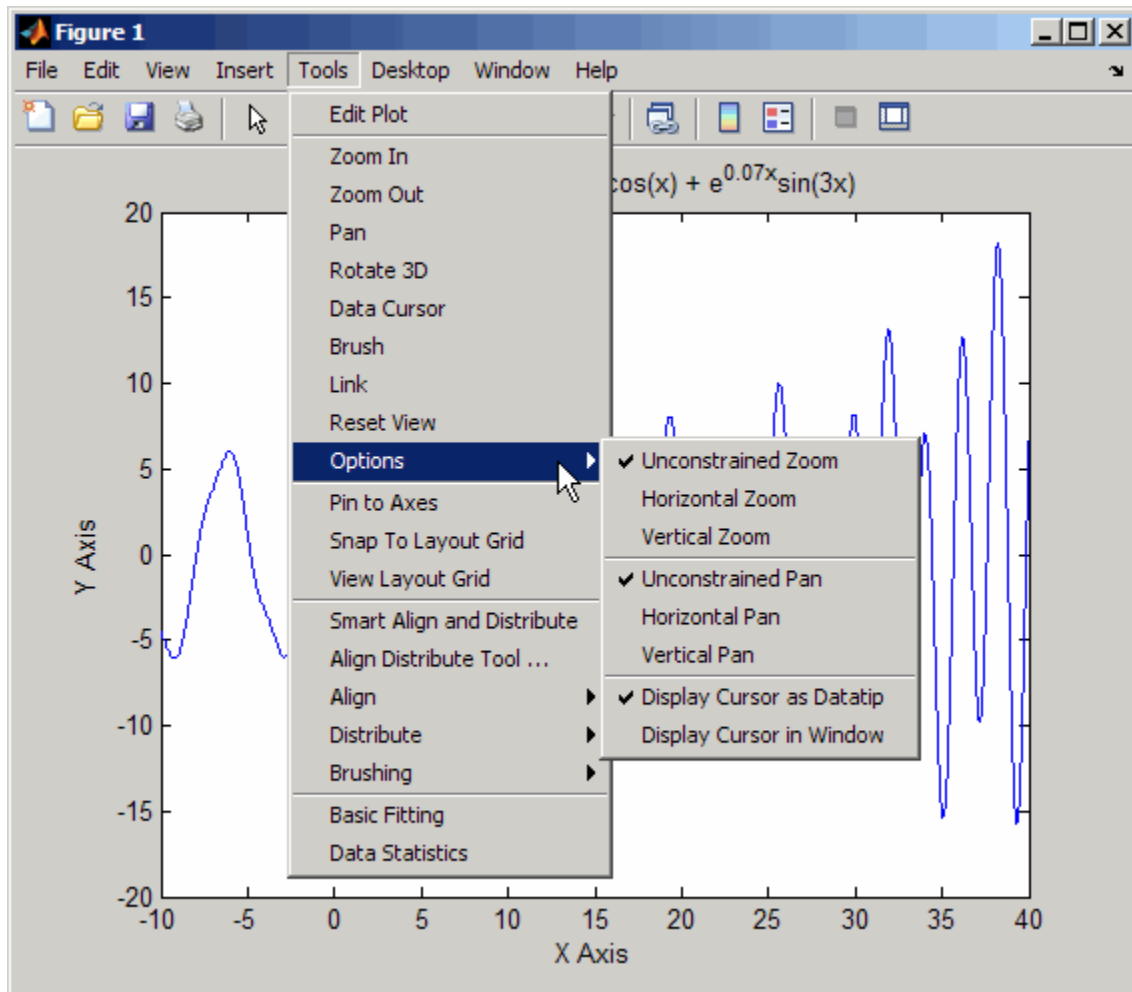 Figure 1
File Edit View Insert Tools Desktop Window Help
Edit Plot
Zoom In
Zoom Out
Pan
Rotate 3D
Data Cursor
Brush
Link
Reset View
Options
Pin to Axes
Snap To Layout Grid
View Layout Grid
Smart Align and Distribute
Align Distribute Tool ...
Align
Distribute
Brushing
Basic Fitting
Data Statistics
Unconstrained Zoom
Horizontal Zoom
Vertical Zoom
Unconstrained Pan
Horizontal Pan
Vertical Pan
Display Cursor as Datatip
Display Cursor in Window
cos(x) + e^0.07x sin(3x)
20
15
10
5
0
-5
-10
-15
-20
Y Axis
-10 -5 0 5 10 15 20 25 30 35 40
X Axis